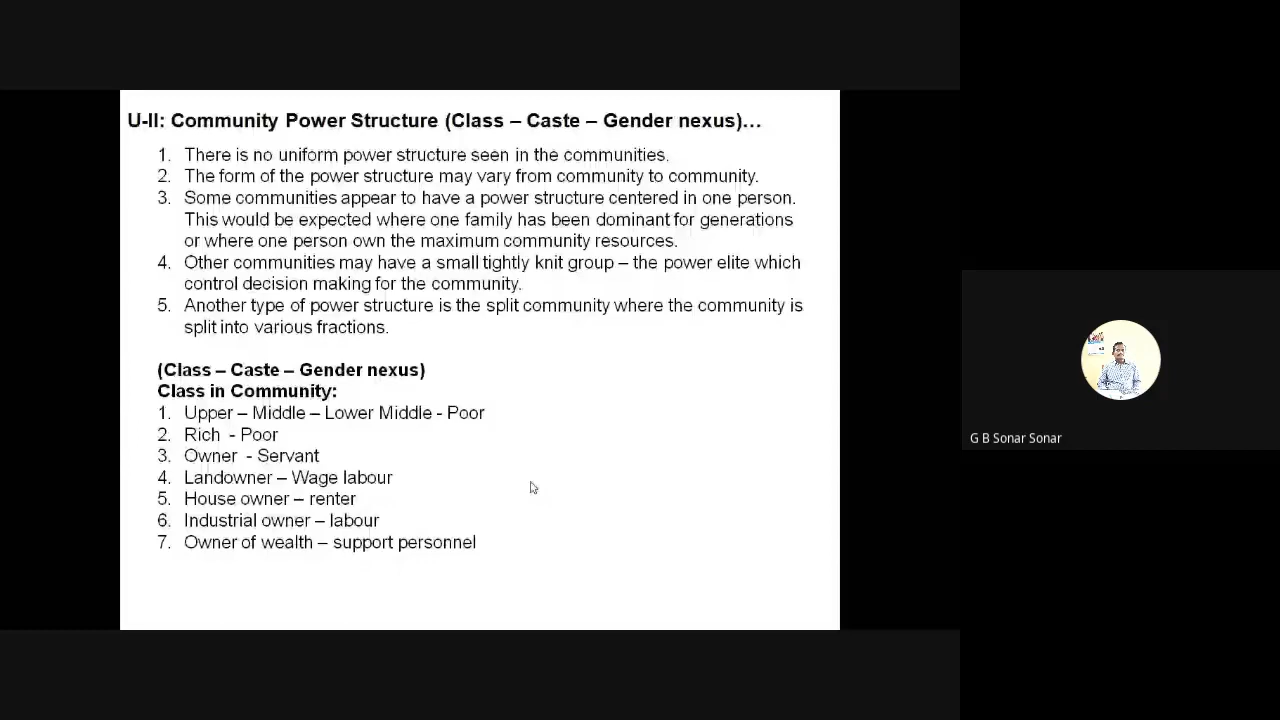 U-II: Community Power Structure (Class – Caste – Gender nexus)…
1. There is no uniform power structure seen in the communities.
2. The form of the power structure may vary from community to community.
3. Some communities appear to have a power structure centered in one person.
This would be expected where one family has been dominant for generations
or where one person own the maximum community resources.
4. Other communities may have a small tightly knit group – the power elite which
control decision making for the community.
5. Another type of power structure is the split community where the community is
split into various fractions.
(Class – Caste – Gender nexus)
Class in Community:
1. Upper – Middle – Lower Middle - Poor
2. Rich - Poor
3. Owner - Servant
4. Landowner – Wage labour
5. House owner – renter
6. Industrial owner – labour
7. Owner of wealth – support personnel
G B Sonar Sonar